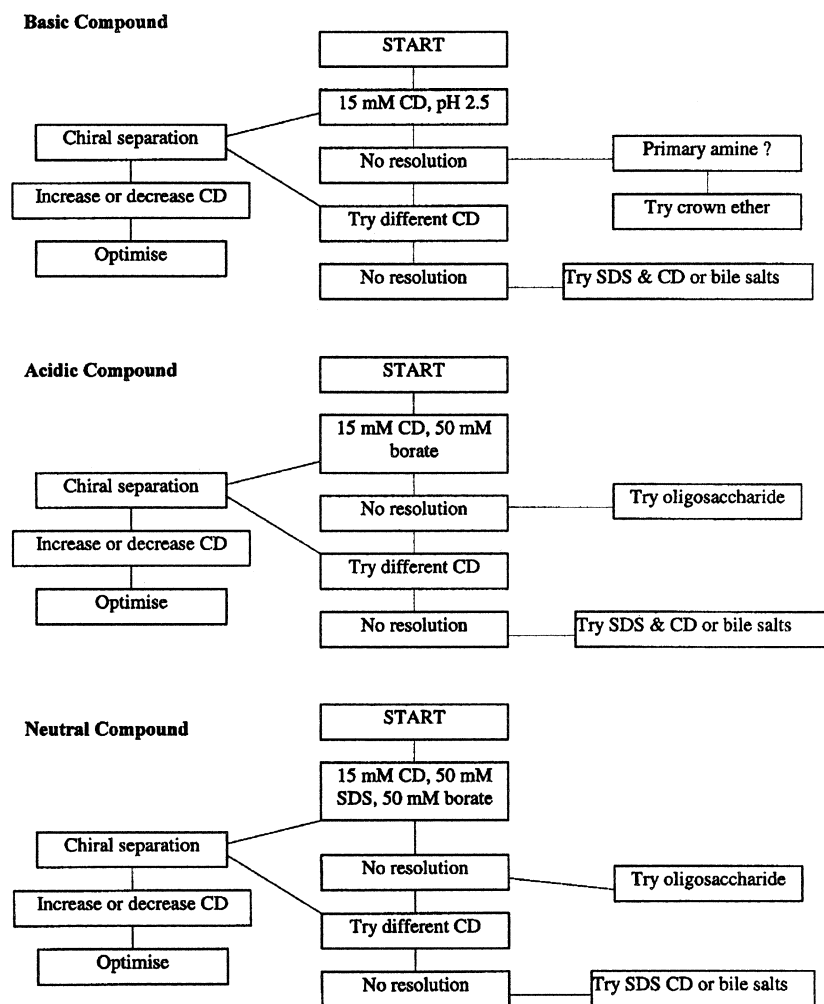 Basic Compound
START
15 mM CD, pH 2.5
Chiral separation
No resolution
Primary amine ?
Increase or decrease CD
Try different CD
Try crown ether
Optimise
No resolution
Try SDS & CD or bile salts
Acidic Compound
START
15 mM CD, 50 mM
borate
Chiral separation
No resolution
Try oligosaccharide
Increase or decrease CD
Try different CD
Optimise
No resolution
Try SDS & CD or bile salts
Neutral Compound
START
15 mM CD, 50 mM
SDS, 50 mM borate
Chiral separation
No resolution
Try oligosaccharide
Increase or decrease CD
Try different CD
Optimise
No resolution
Try SDS CD or bile salts